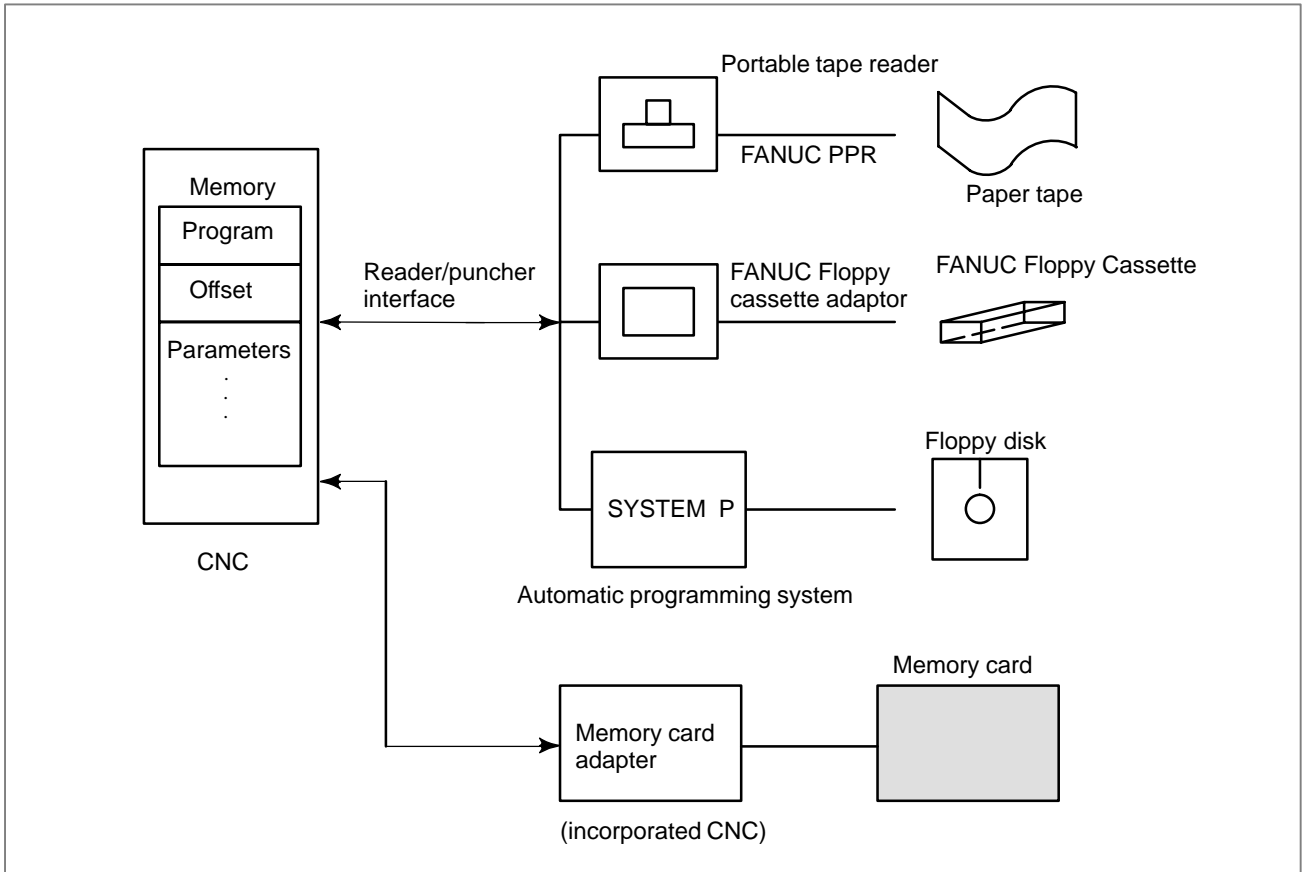 Portable tape reader
FANUC PPR
Paper tape
Memory
Program
Offset
Parameters
.
.
.
CNC
Reader/puncher
interface
FANUC Floppy
cassette adaptor
FANUC Floppy Cassette
SYSTEM P
Automatic programming system
Floppy disk
Memory card
adapter
(incorporated CNC)
Memory card